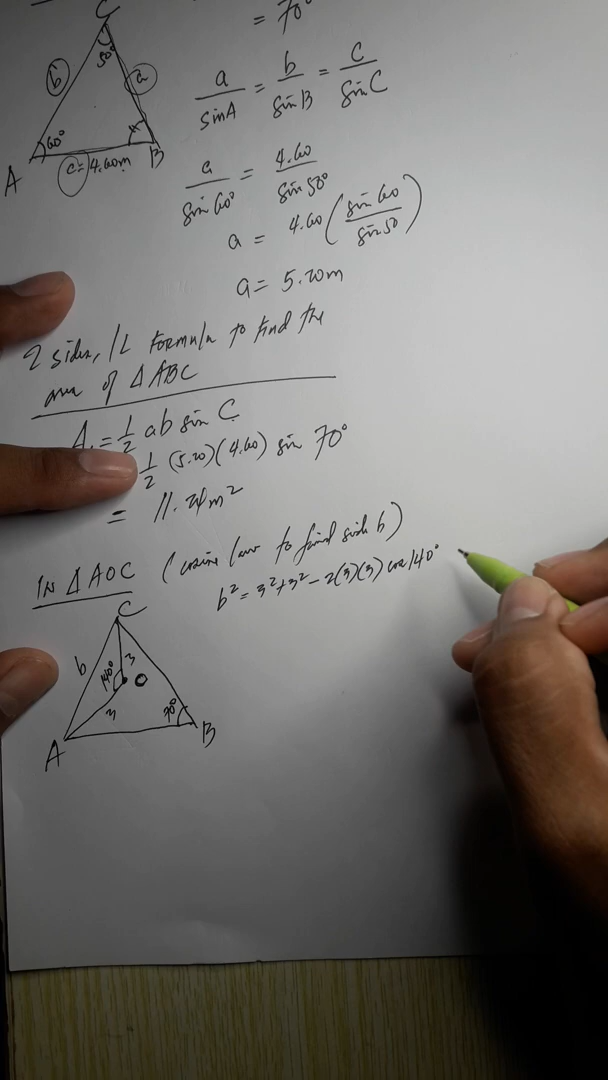 = 70°
C
50°
b
a
60°
A
c = 4.60m
B
a/sinA = b/sinB = c/sinC
a/sin60° = 4.60/sin50°
a = 4.60 (sin60/sin50)
a = 5.20m
2 sides, 1∠ formula to find the
area of △ABC
A = 1/2 ab sin C
1/2 (5.20)(4.60) sin 70°
= 11.24m²
IN △AOC (cosine law to find side b)
b² = 3² + 3² - 2(3)(3) cos140°
C
b
140°
3
O
3
70°
A
B